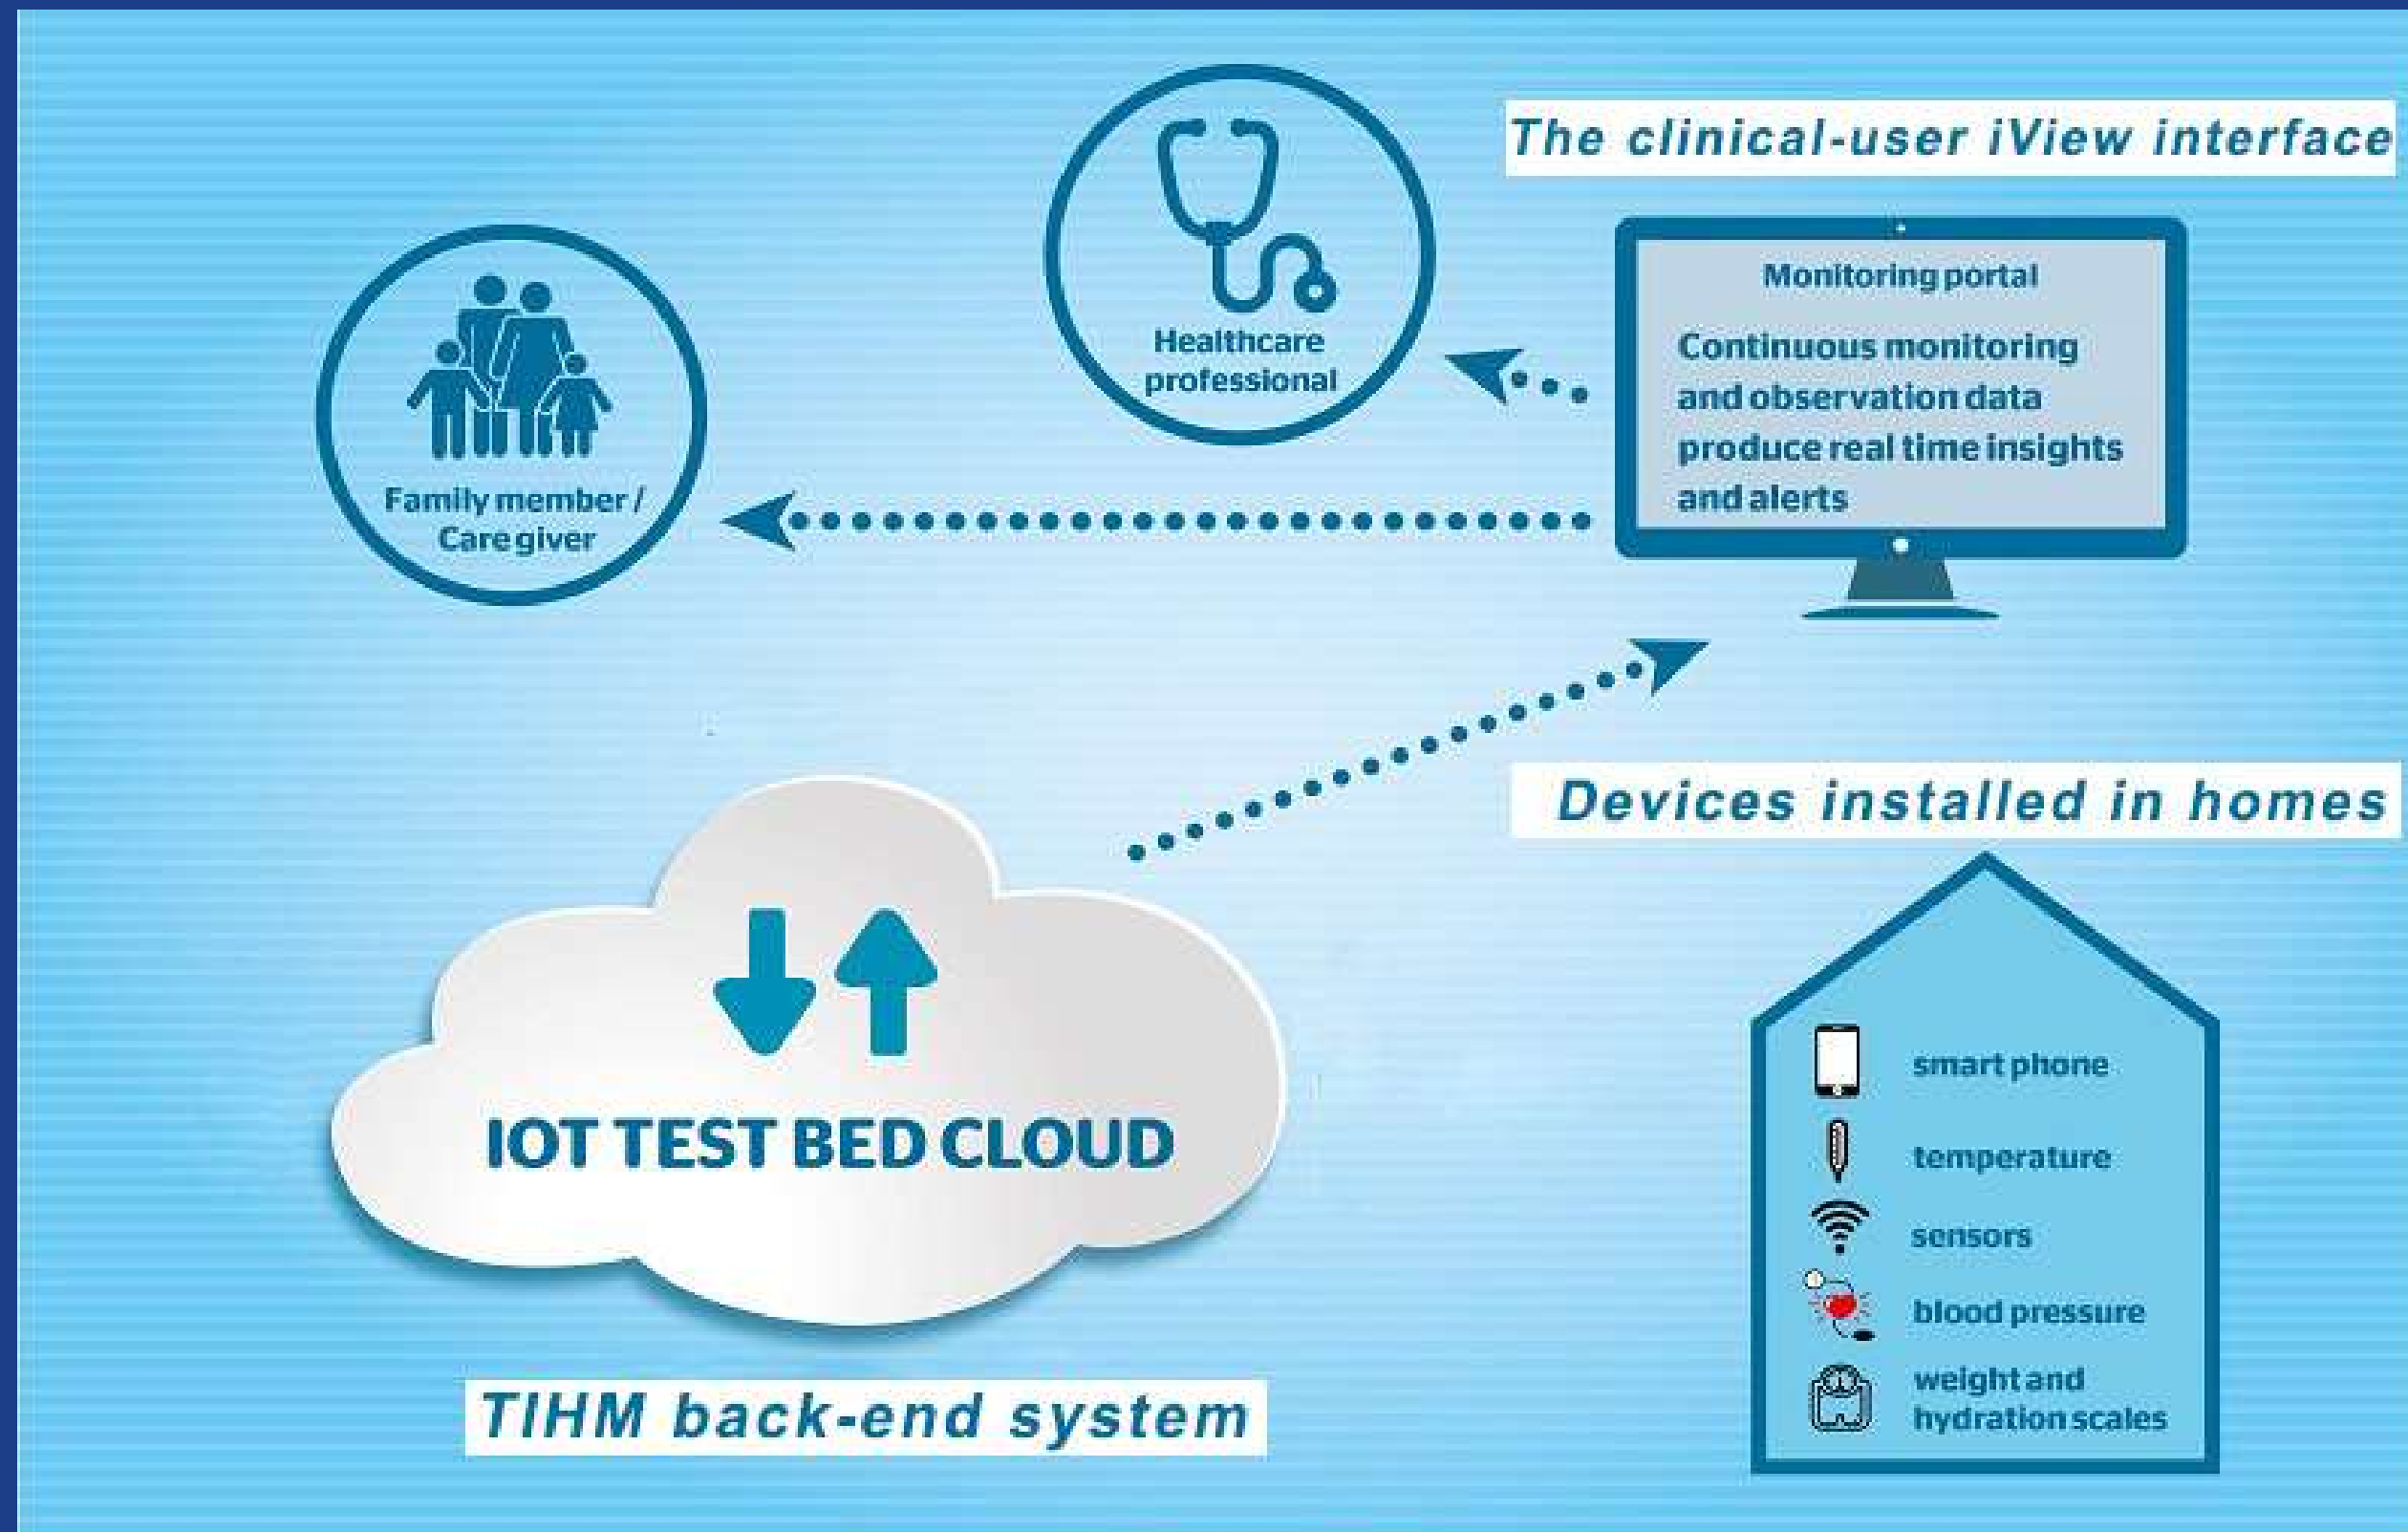 The clinical-user iView interface
Healthcare
professional
Monitoring portal
Continuous monitoring
and observation data
produce real time insights
and alerts
Family member /
Care giver
Devices installed in homes
smart phone
temperature
sensors
blood pressure
weight and
hydration scales
IOT TEST BED CLOUD
TIHM back-end system